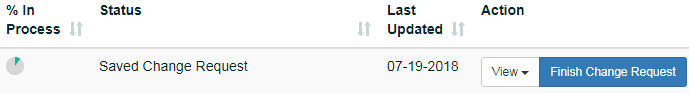 % In Process
Status
Last Updated
Action
Saved Change Request
07-19-2018
View
Finish Change Request